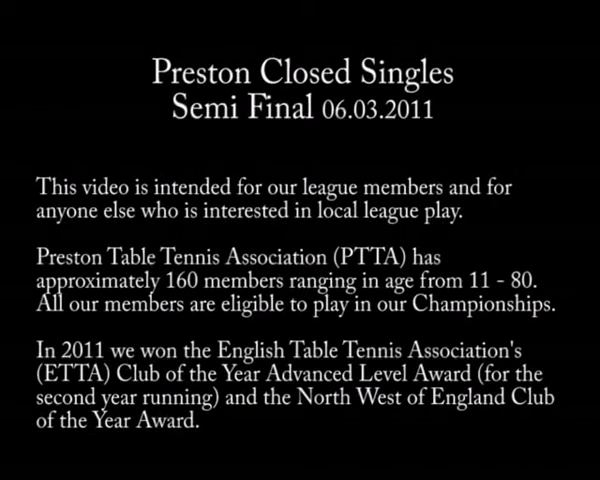 Preston Closed Singles
Semi Final 06.03.2011
This video is intended for our league members and for
anyone else who is interested in local league play.
Preston Table Tennis Association (PTTA) has
approximately 160 members ranging in age from 11 - 80.
All our members are eligible to play in our Championships.
In 2011 we won the English Table Tennis Association's
(ETTA) Club of the Year Advanced Level Award (for the
second year running) and the North West of England Club
of the Year Award.